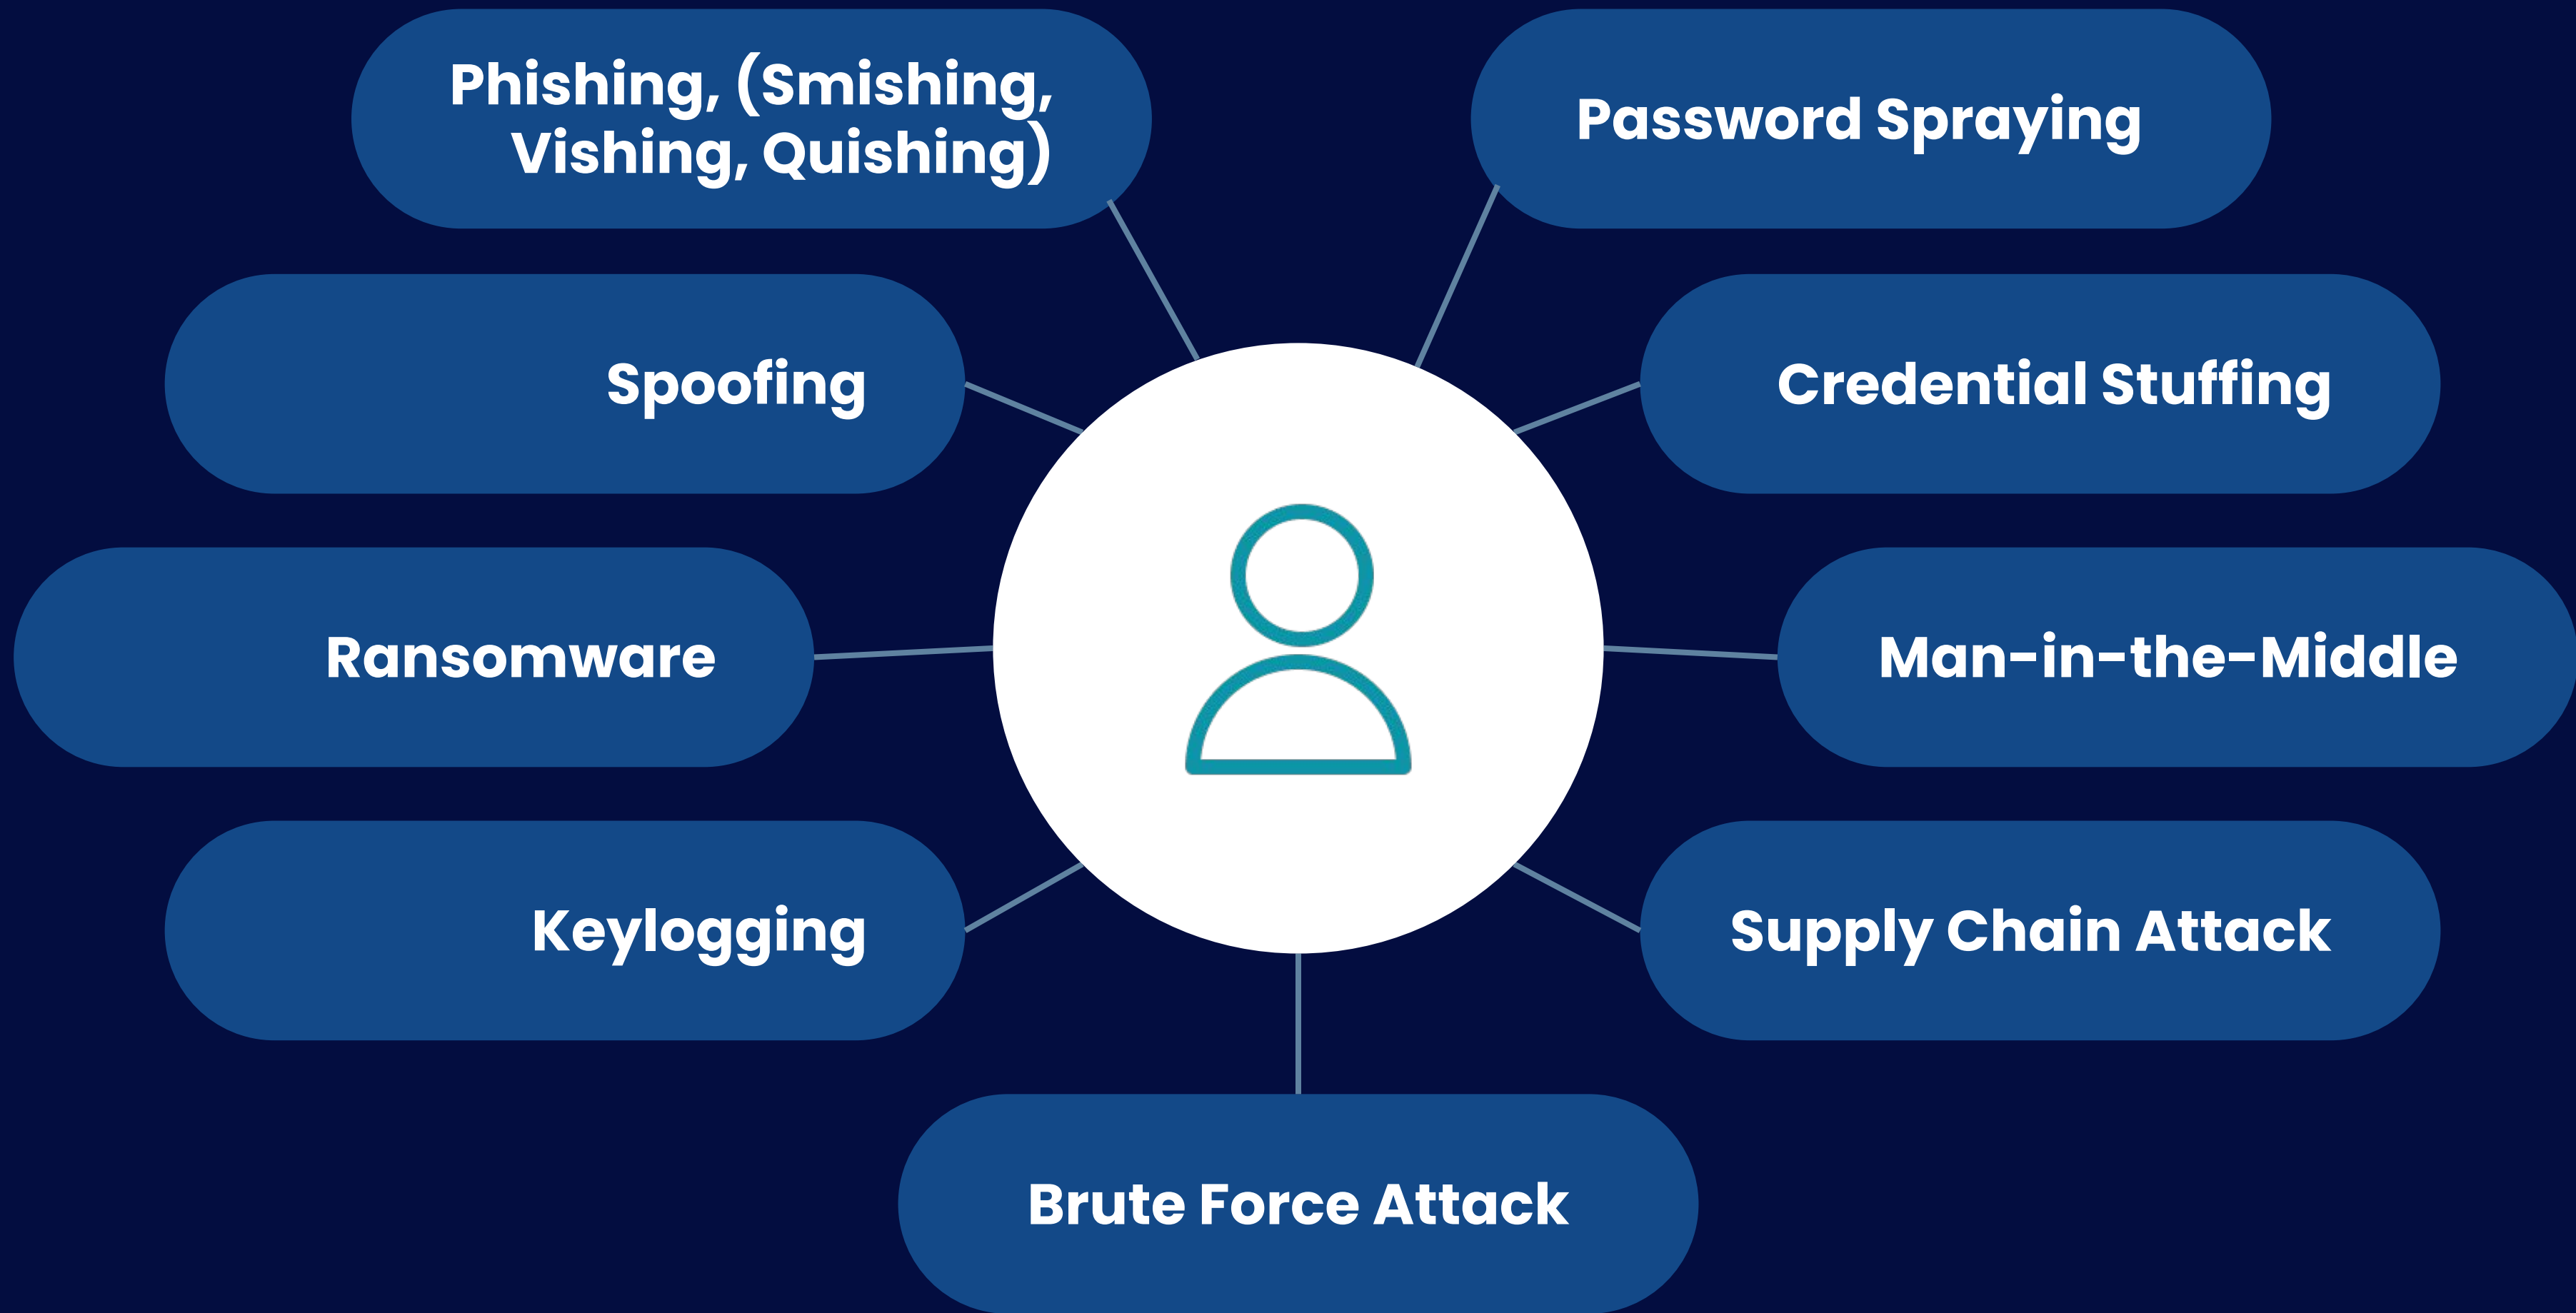 Phishing, (Smishing,
Vishing, Quishing)
Password Spraying
Spoofing
Credential Stuffing
Ransomware
Man-in-the-Middle
Keylogging
Supply Chain Attack
Brute Force Attack